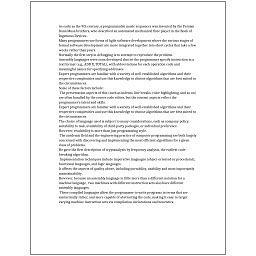 As early as the 9th century, a programmable music sequencer was invented by the Persian
Banu Musa brothers, who described an automated mechanical flute player in the Book of
Ingenious Devices.
Many programmers use forms of Agile software development where the various stages of
formal software development are more integrated together into short cycles that take a few
weeks rather than years.
Normally the first step in debugging is to attempt to reproduce the problem.
Assembly languages were soon developed that let the programmer specify instruction in a
text format (e.g., ADD X, TOTAL), with abbreviations for each operation code and
meaningful names for specifying addresses.
Expert programmers are familiar with a variety of well-established algorithms and their
respective complexities and use this knowledge to choose algorithms that are best suited to
the circumstances.
Some of these factors include:
The presentation aspects of this (such as indents, line breaks, color highlighting, and so on)
are often handled by the source code editor, but the content aspects reflect the
programmer's talent and skills.
Expert programmers are familiar with a variety of well-established algorithms and their
respective complexities and use this knowledge to choose algorithms that are best suited to
the circumstances.
The choice of language used is subject to many considerations, such as company policy,
suitability to task, availability of third-party packages, or individual preference.
However, readability is more than just programming style.
The academic field and the engineering practice of computer programming are both largely
concerned with discovering and implementing the most efficient algorithms for a given
class of problems.
He gave the first description of cryptanalysis by frequency analysis, the earliest code-
breaking algorithm.
Implementation techniques include imperative languages (object-oriented or procedural),
functional languages, and logic languages.
It affects the aspects of quality above, including portability, usability and most importantly
maintainability.
However, because an assembly language is little more than a different notation for a
machine language, two machines with different instruction sets also have different
assembly languages.
These compiled languages allow the programmer to write programs in terms that are
syntactically richer, and more capable of abstracting the code, making it easy to target
varying machine instruction sets via compilation declarations and heuristics.